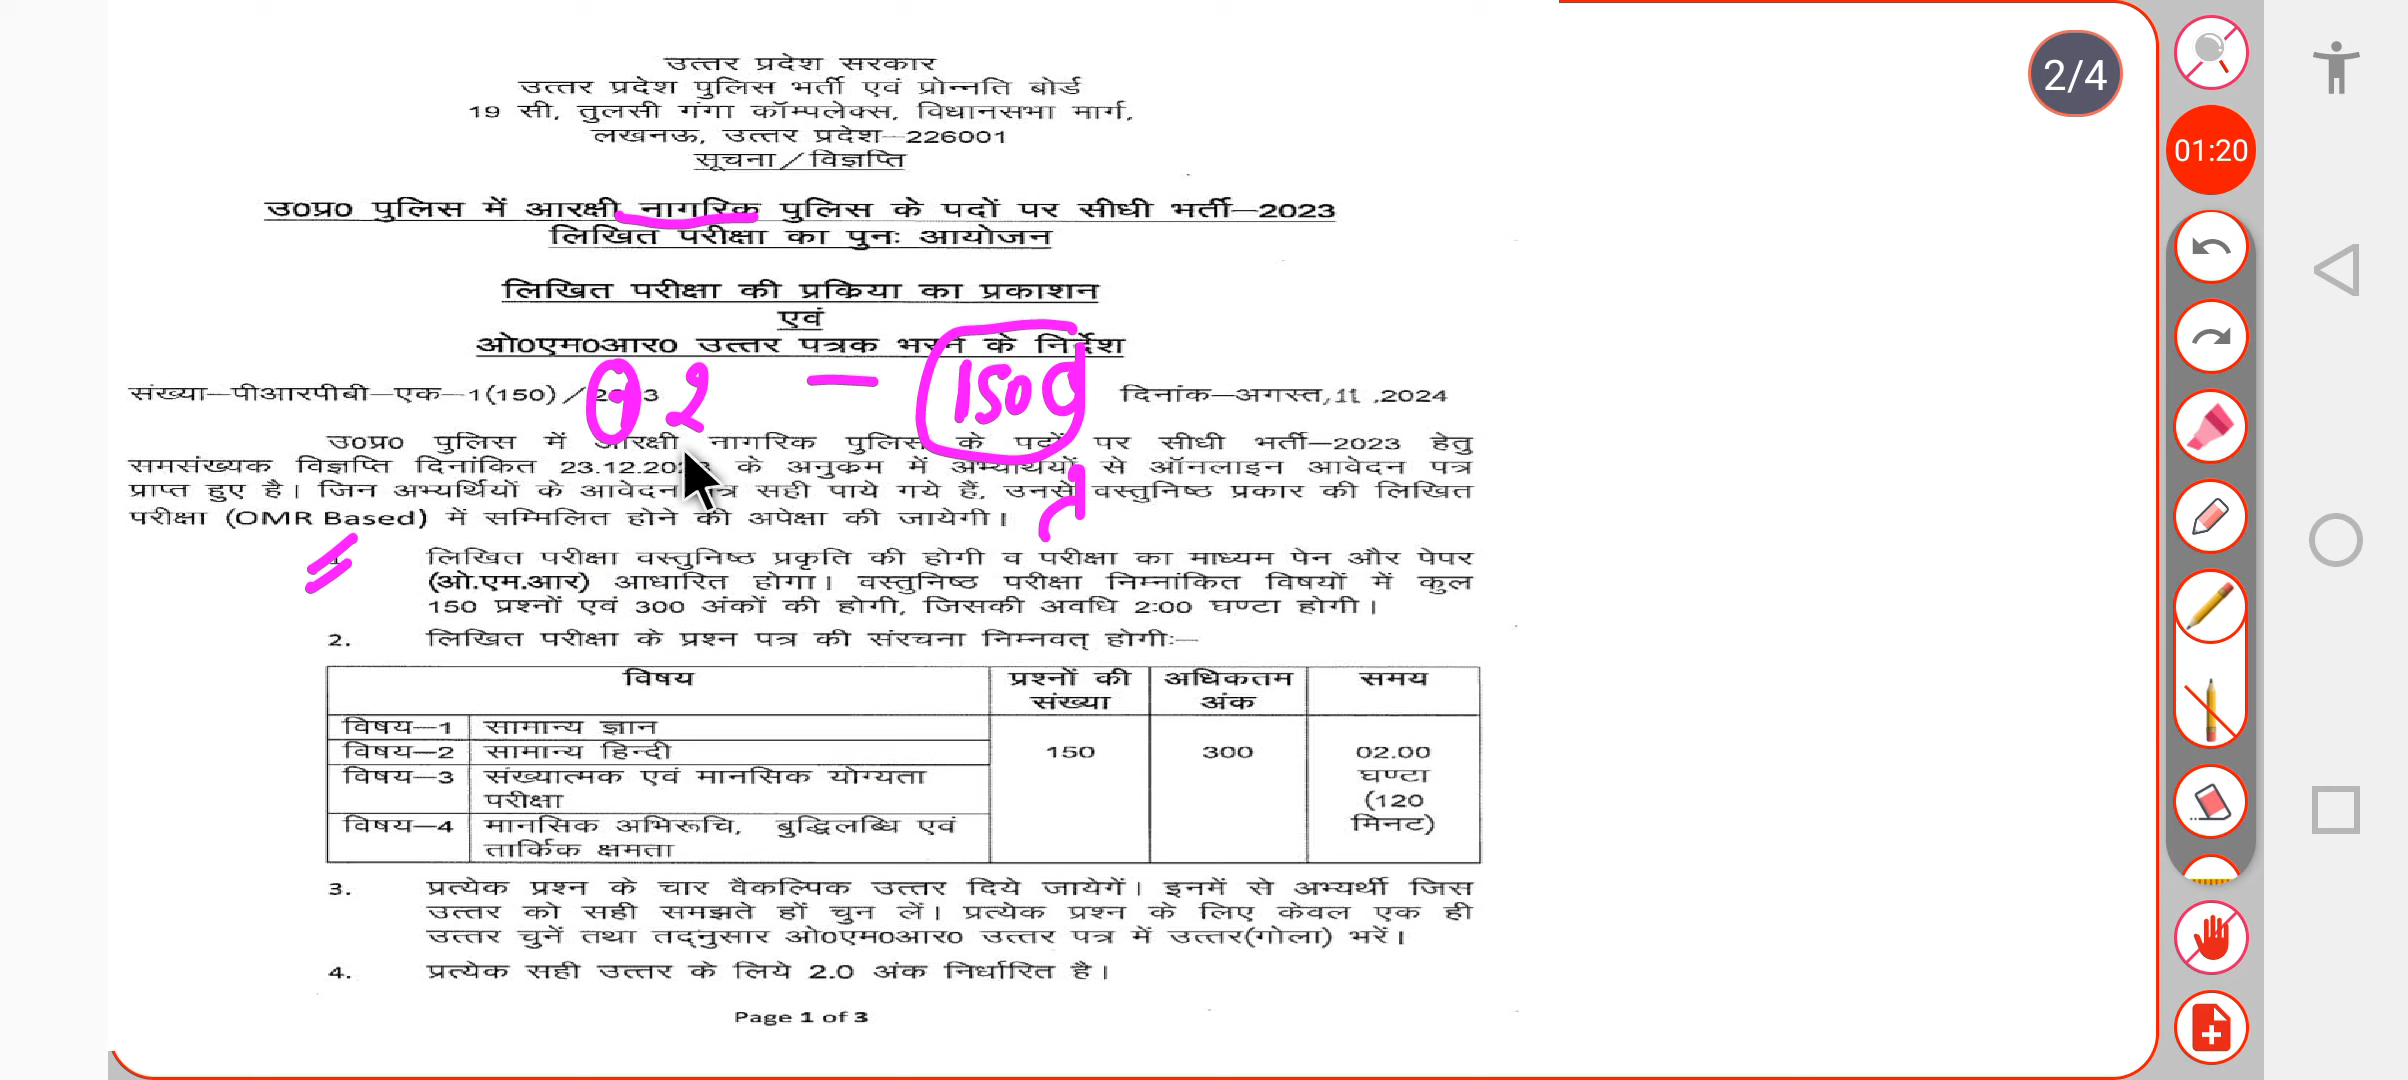 उत्तर प्रदेश सरकार
उत्तर प्रदेश पुलिस भर्ती एवं प्रोन्नति बोर्ड
19 सी, तुलसी गंगा कॉम्पलेक्स, विधानसभा मार्ग,
लखनऊ, उत्तर प्रदेश–226001
सूचना/विज्ञप्ति
उ0प्र0 पुलिस में आरक्षी नागरिक पुलिस के पदों पर सीधी भर्ती–2023
लिखित परीक्षा का पुनः आयोजन
लिखित परीक्षा की प्रकिया का प्रकाशन
एवं
ओ0एम0आर0 उत्तर पत्रक भरने के निर्देश
2 – 150
संख्या–पीआरपीबी–एक–1(150)/2023 दिनांक–अगस्त,11 .2024
उ0प्र0 पुलिस में आरक्षी नागरिक पुलिस के पदों पर सीधी भर्ती–2023 हेतु
समसंख्यक विज्ञप्ति दिनांकित 23.12.2023 के अनुकम में अभ्यर्थियों से ऑनलाइन आवेदन पत्र
प्राप्त हुए है। जिन अभ्यर्थियों के आवेदन पत्र सही पाये गये हैं, उनसे वस्तुनिष्ठ प्रकार की लिखित
परीक्षा (OMR Based) में सम्मिलित होने की अपेक्षा की जायेगी।
1. लिखित परीक्षा वस्तुनिष्ठ प्रकृति की होगी व परीक्षा का माध्यम पेन और पेपर
(ओ.एम.आर) आधारित होगा। वस्तुनिष्ठ परीक्षा निम्नांकित विषयों में कुल
150 प्रश्नों एवं 300 अंकों की होगी, जिसकी अवधि 2:00 घण्टा होगी।
2. लिखित परीक्षा के प्रश्न पत्र की संरचना निम्नवत् होगीः–
विषय प्रश्नों की संख्या अधिकतम अंक समय
विषय–1 सामान्य ज्ञान
विषय–2 सामान्य हिन्दी 150 300 02.00
विषय–3 संख्यात्मक एवं मानसिक योग्यता घण्टा
परीक्षा (120
विषय–4 मानसिक अभिरूचि, बुद्धिलब्धि एवं मिनट)
तार्किक क्षमता
3. प्रत्येक प्रश्न के चार वैकल्पिक उत्तर दिये जायेगें। इनमें से अभ्यर्थी जिस
उत्तर को सही समझते हों चुन लें। प्रत्येक प्रश्न के लिए केवल एक ही
उत्तर चुनें तथा तद्नुसार ओ0एम0आर0 उत्तर पत्र में उत्तर(गोला) भरें।
4. प्रत्येक सही उत्तर के लिये 2.0 अंक निर्धारित है।
Page 1 of 3
2/4
01:20